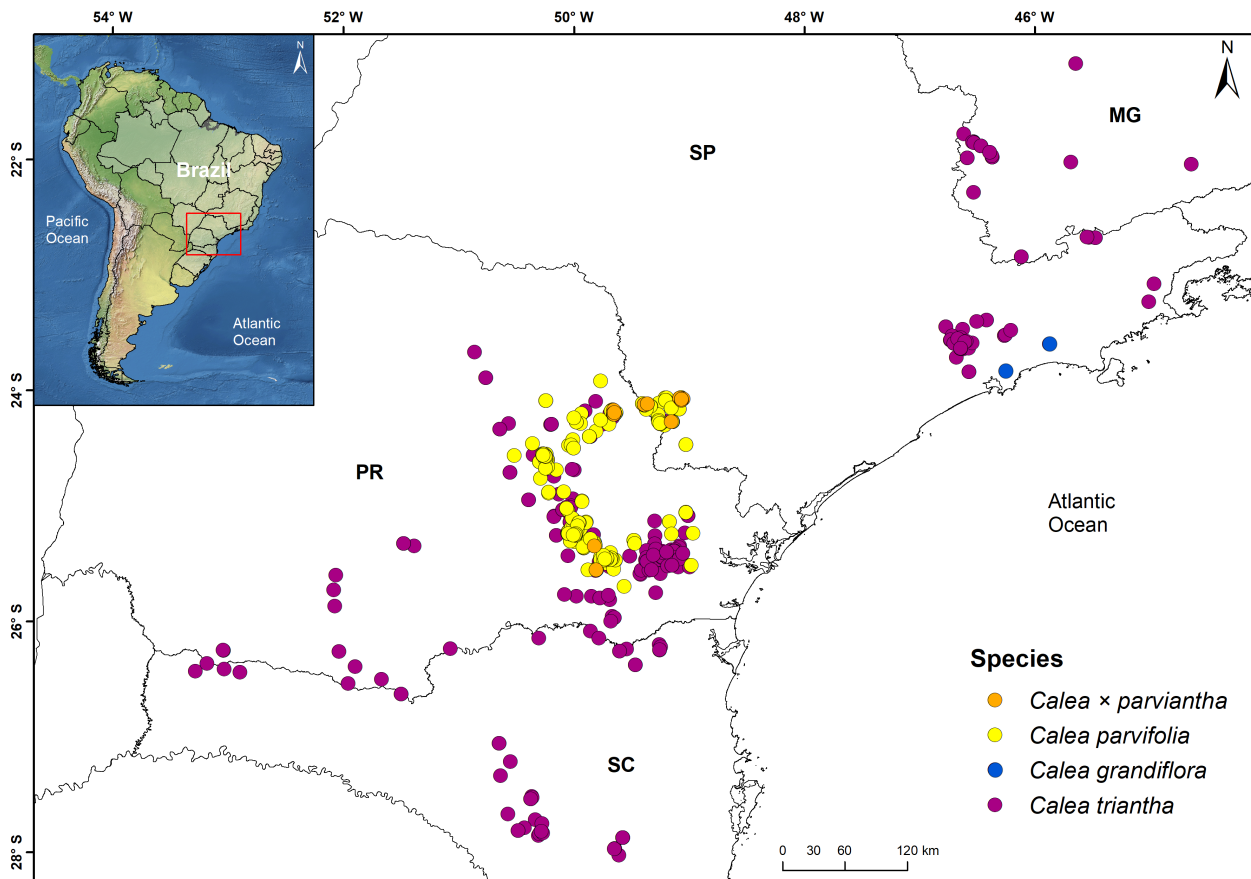 54° W 52° W 50° W 48° W 46° W
N
N
MG
SP
22° S
Brazil
Pacific
Ocean
Atlantic
Ocean
24° S
PR
Atlantic
Ocean
26° S
Species
Calea × parviantha
Calea parvifolia
Calea grandiflora
Calea triantha
SC
28° S
0 30 60 120 km